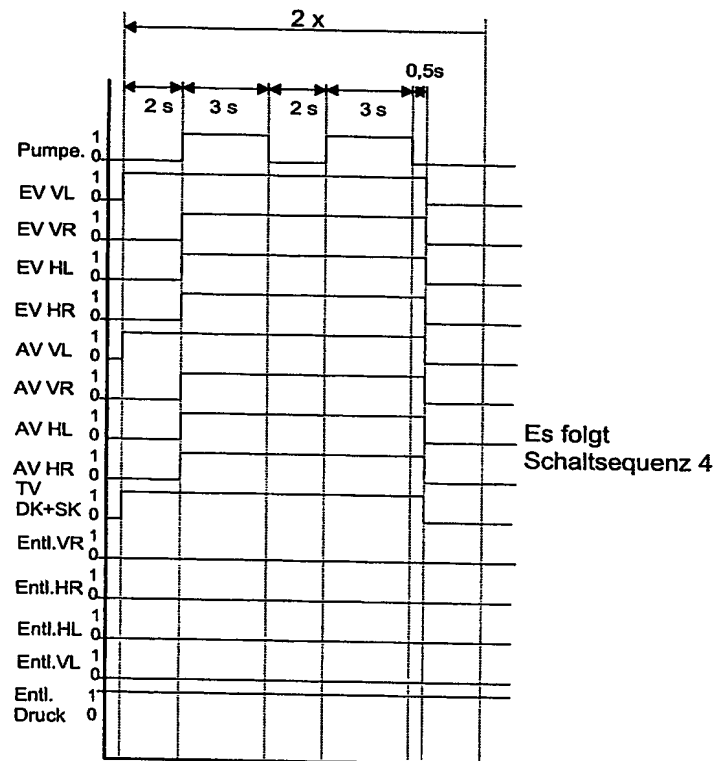 2 x
0,5s
2 s 3 s 2 s 3 s
Pumpe. 1 0
EV VL 1 0
EV VR 1 0
EV HL 1 0
EV HR 1 0
AV VL 1 0
AV VR 1 0
AV HL 1 0
AV HR 1 0
TV
DK+SK 1 0
Entl.VR 1 0
Entl.HR 1 0
Entl.HL 1 0
Entl.VL 1 0
Entl. 1
Druck 0
Es folgt
Schaltsequenz 4